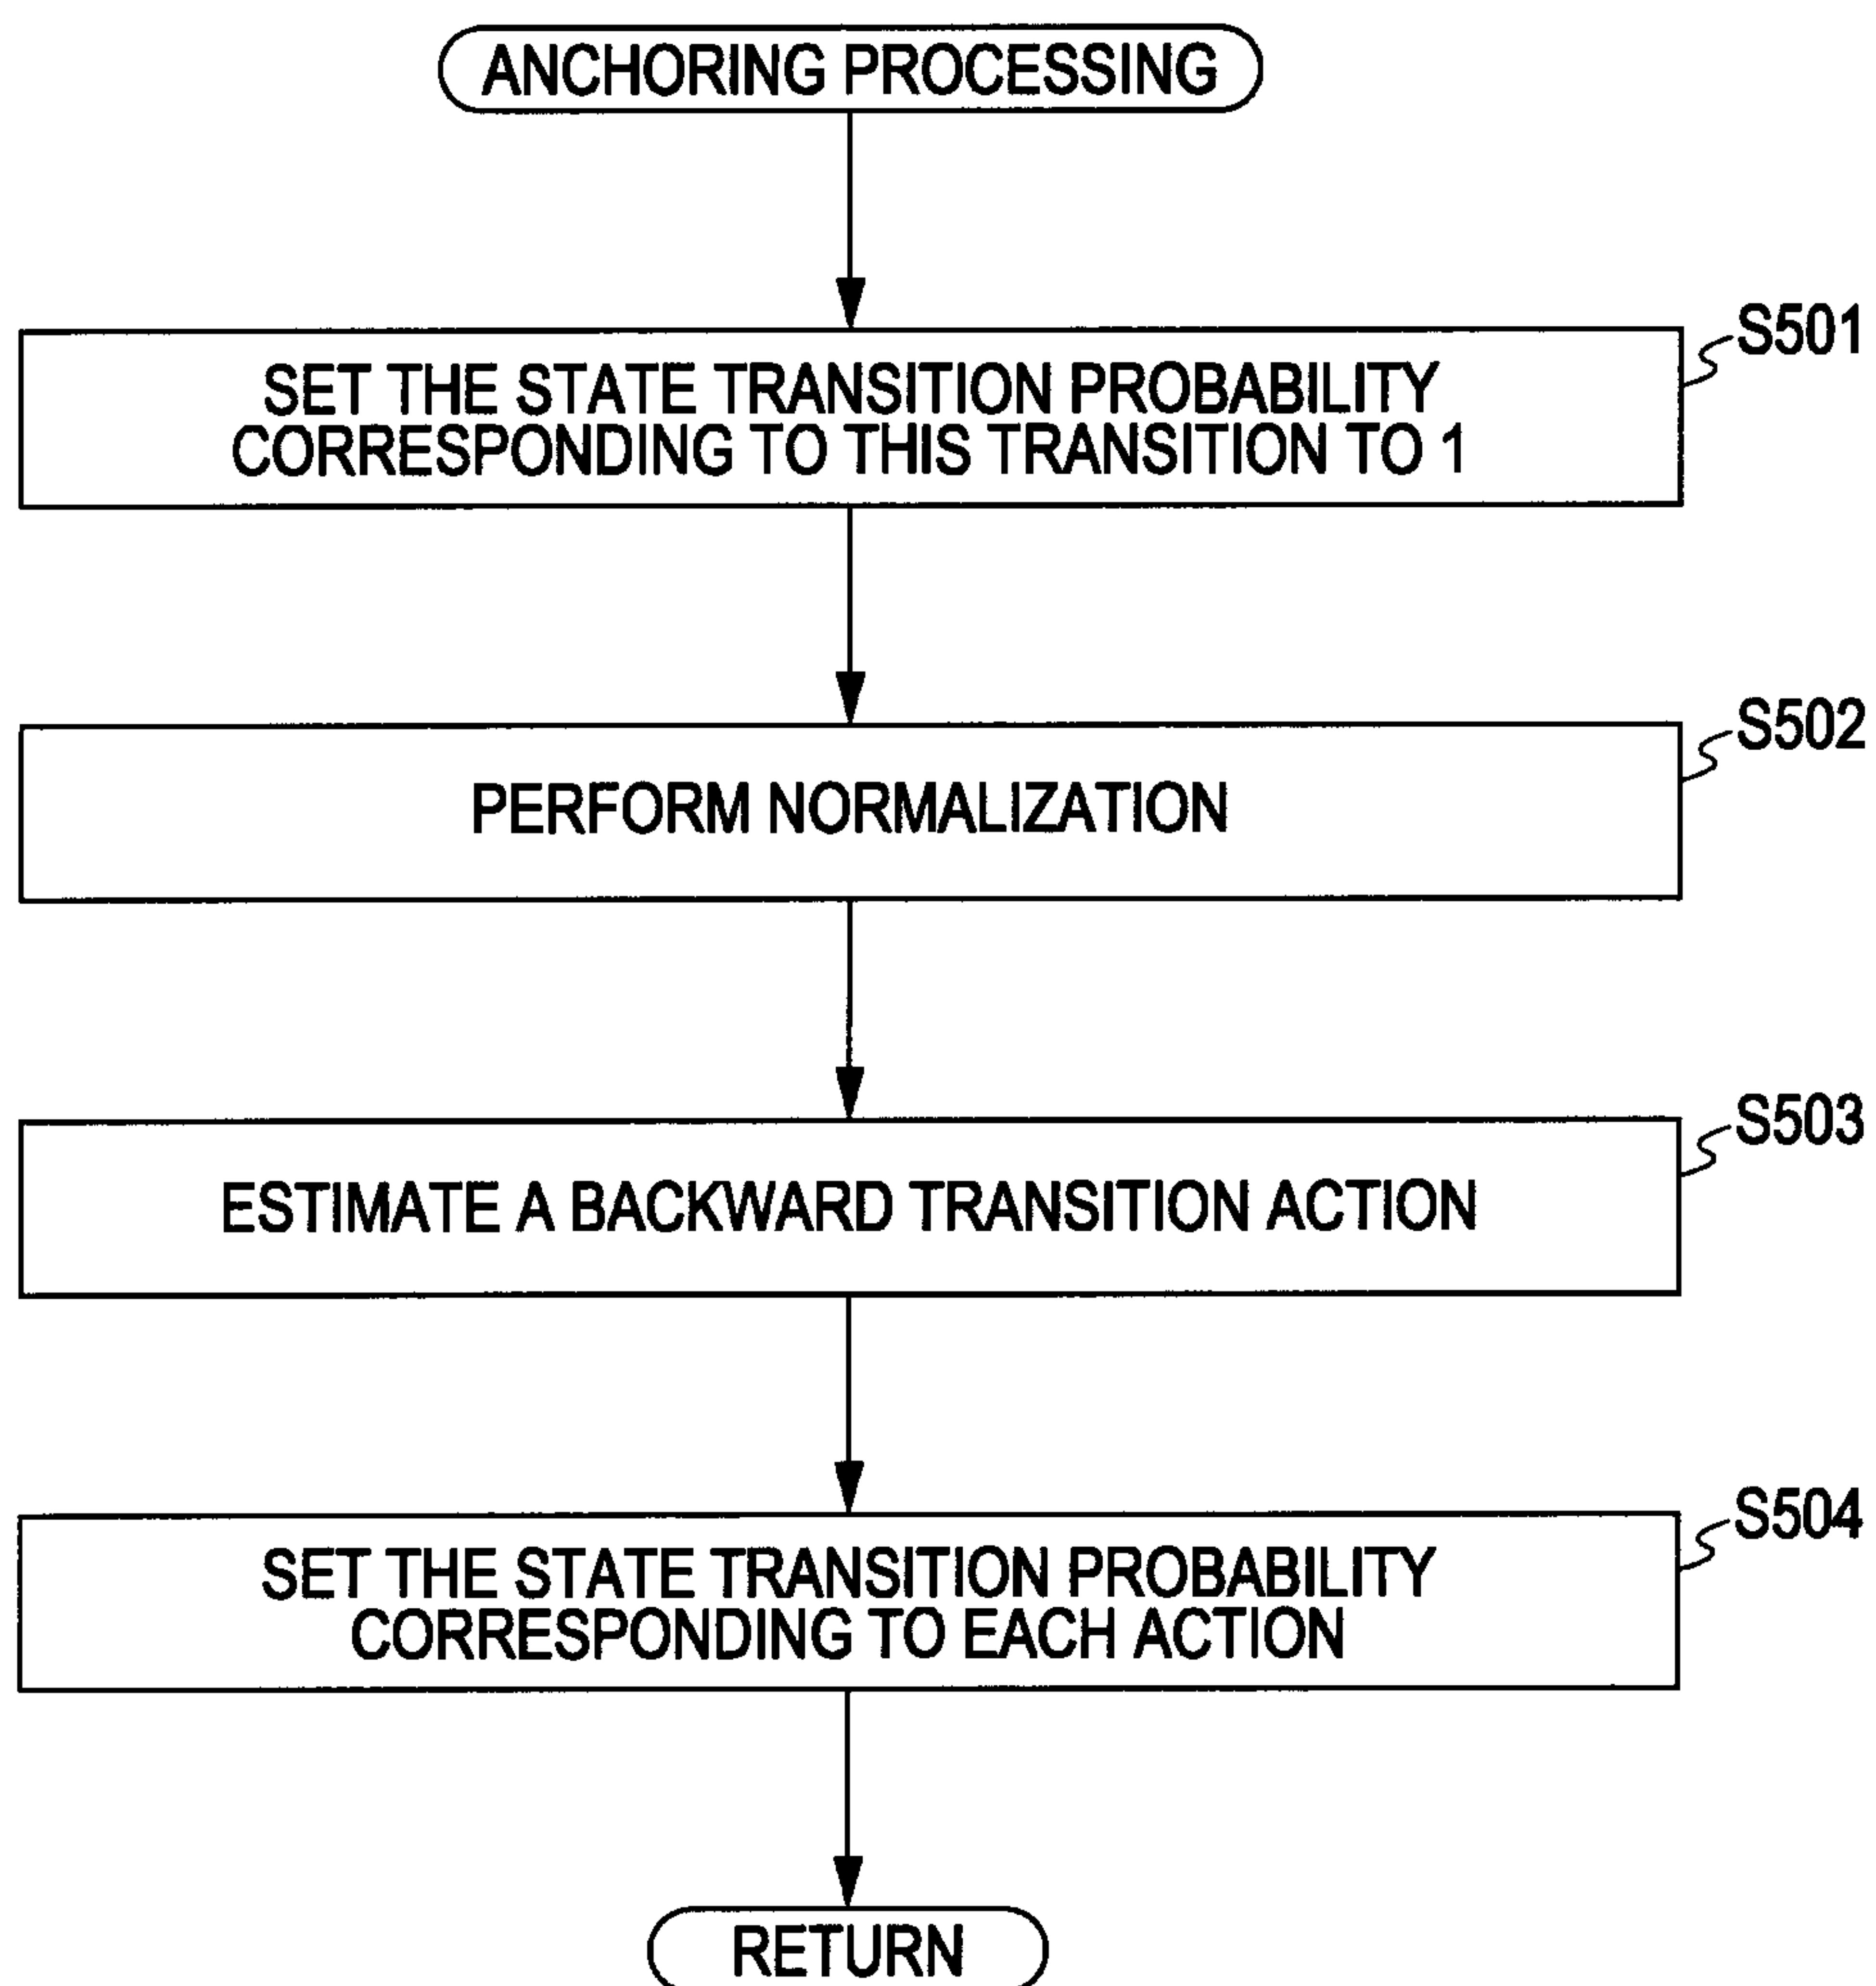 ANCHORING PROCESSING
SET THE STATE TRANSITION PROBABILITY
CORRESPONDING TO THIS TRANSITION TO 1
S501
PERFORM NORMALIZATION
S502
ESTIMATE A BACKWARD TRANSITION ACTION
S503
SET THE STATE TRANSITION PROBABILITY
CORRESPONDING TO EACH ACTION
S504
RETURN